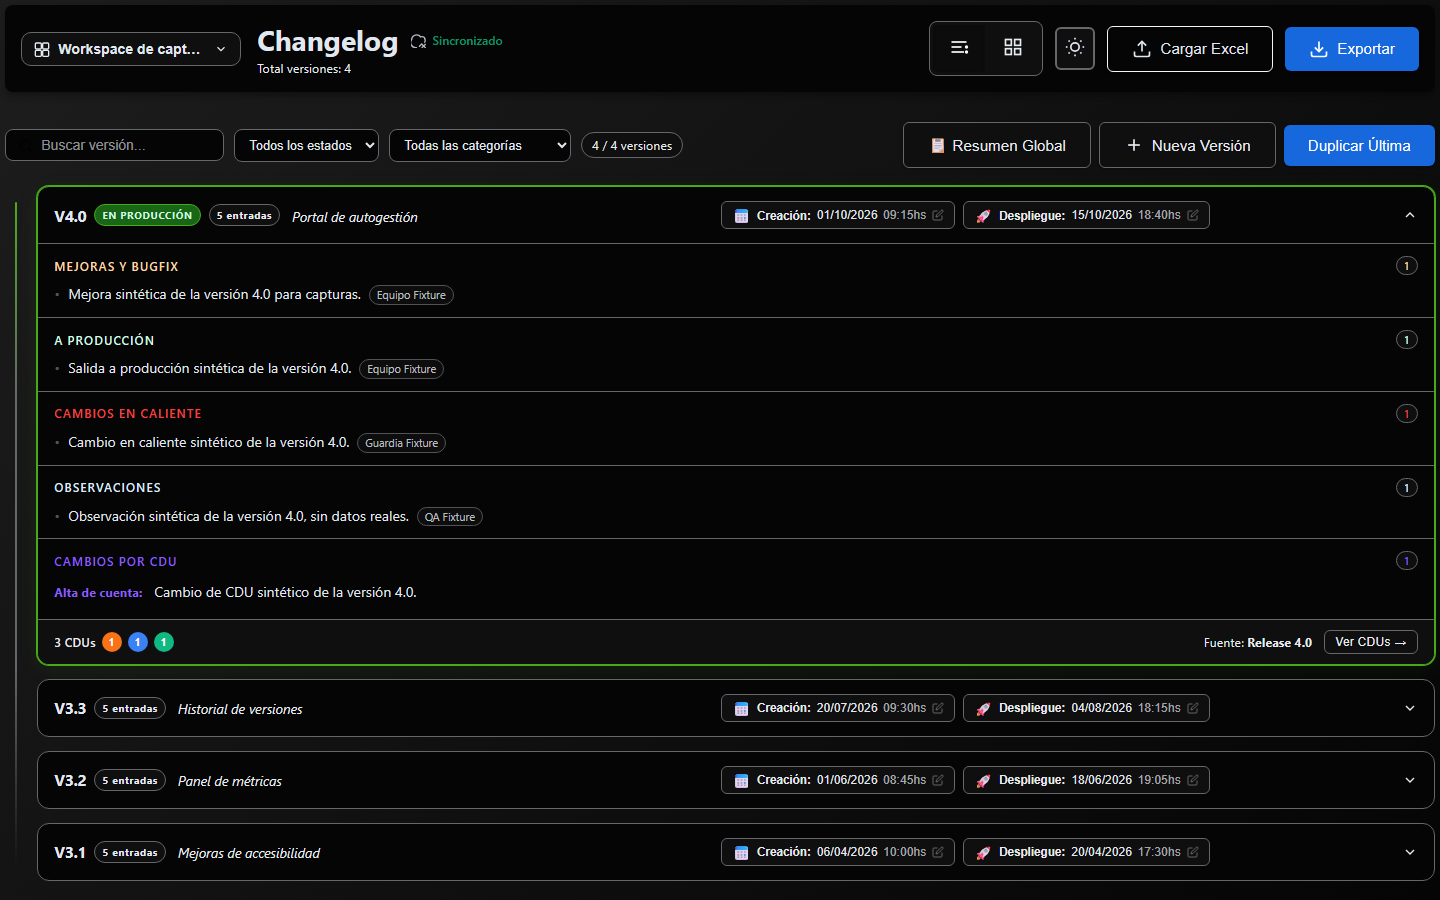 Workspace de capt...
Changelog
Sincronizado
Total versiones: 4
Cargar Excel
Exportar
Buscar versión...
Todos los estados
Todas las categorías
4 / 4 versiones
Resumen Global
Nueva Versión
Duplicar Última
V4.0 EN PRODUCCIÓN 5 entradas Portal de autogestión Creación: 01/10/2026 09:15hs Despliegue: 15/10/2026 18:40hs
MEJORAS Y BUGFIX 1
Mejora sintética de la versión 4.0 para capturas. Equipo Fixture
A PRODUCCIÓN 1
Salida a producción sintética de la versión 4.0. Equipo Fixture
CAMBIOS EN CALIENTE 1
Cambio en caliente sintético de la versión 4.0. Guardia Fixture
OBSERVACIONES 1
Observación sintética de la versión 4.0, sin datos reales. QA Fixture
CAMBIOS POR CDU 1
Alta de cuenta: Cambio de CDU sintético de la versión 4.0.
3 CDUs 1 1 1 Fuente: Release 4.0 Ver CDUs →
V3.3 5 entradas Historial de versiones Creación: 20/07/2026 09:30hs Despliegue: 04/08/2026 18:15hs
V3.2 5 entradas Panel de métricas Creación: 01/06/2026 08:45hs Despliegue: 18/06/2026 19:05hs
V3.1 5 entradas Mejoras de accesibilidad Creación: 06/04/2026 10:00hs Despliegue: 20/04/2026 17:30hs